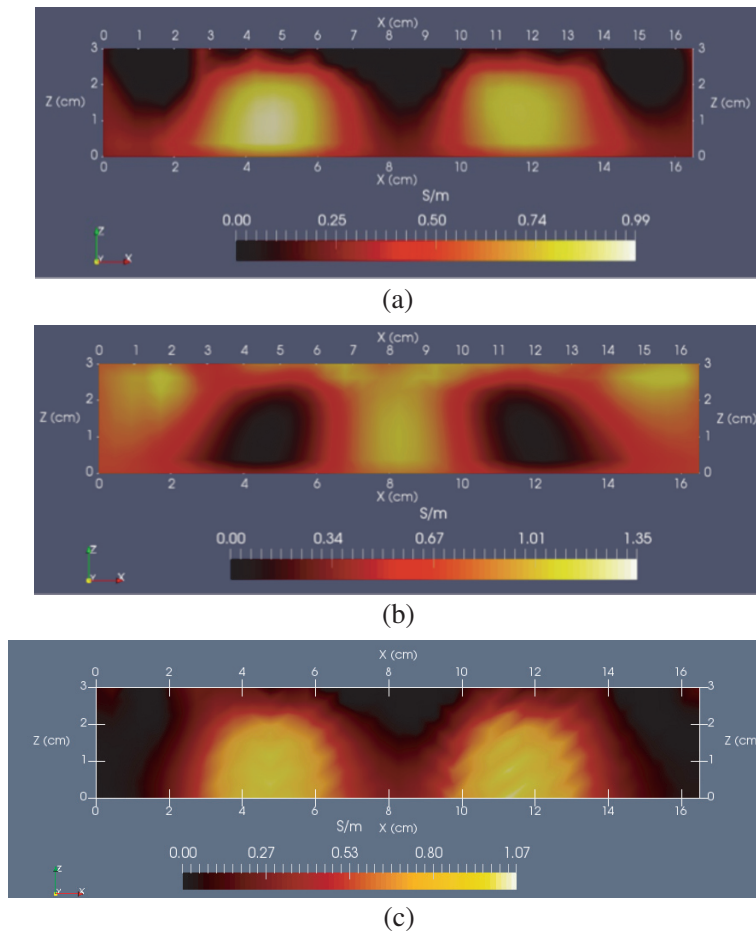 X (cm)
0 1 2 3 4 5 6 7 8 9 10 11 12 13 14 15 16
3 3
2 2
Z (cm) Z (cm)
1 1
0 0
0 2 4 6 8 10 12 14 16
X (cm)
S/m
0.00 0.25 0.50 0.74 0.99
Z
Y X
(a)
X (cm)
0 1 2 3 4 5 6 7 8 9 10 11 12 13 14 15 16
3 3
2 2
Z (cm) Z (cm)
1 1
0 0
0 2 4 6 8 10 12 14 16
X (cm)
S/m
0.00 0.34 0.67 1.01 1.35
Z
Y X
(b)
X (cm)
0 2 4 6 8 10 12 14 16
3 3
2 2
Z (cm) Z (cm)
1 1
0 0
0 2 4 6 8 10 12 14 16
S/m X (cm)
0.00 0.27 0.53 0.80 1.07
Z
X
(c)